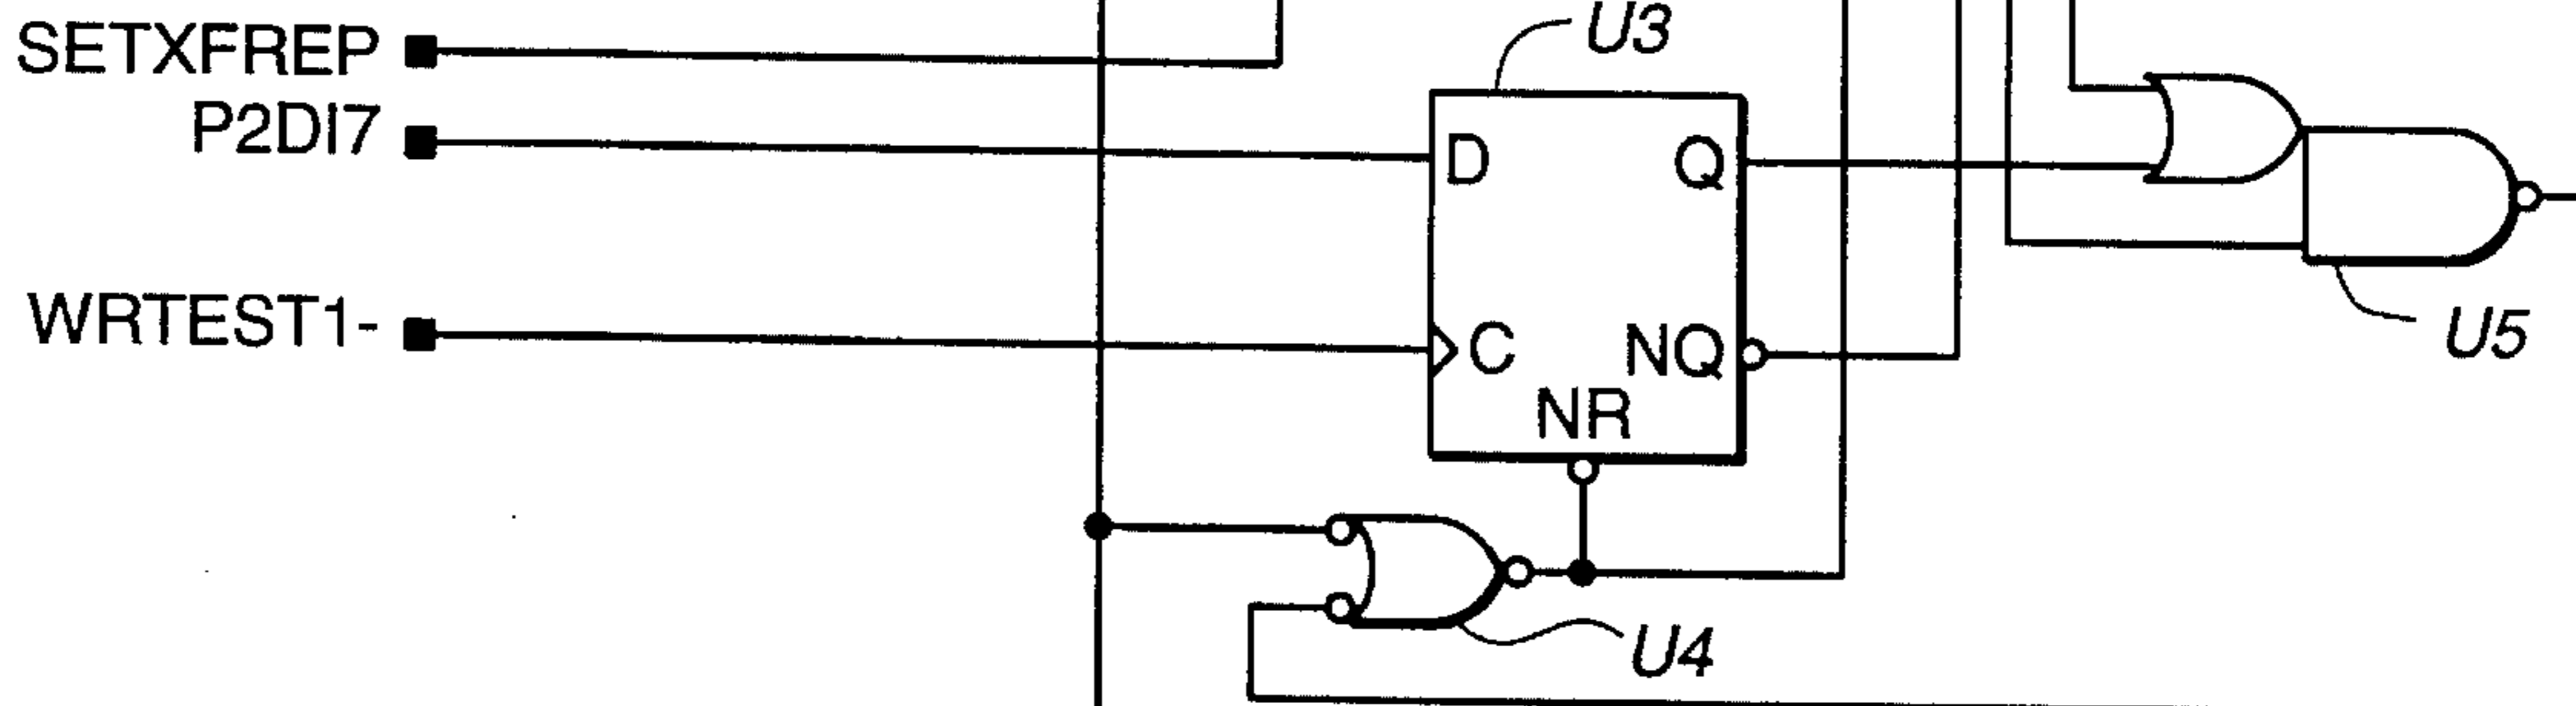 SETXFREP
U3
P2DI7
D
Q
WRTEST1-
C
NQ
U5
NR
U4